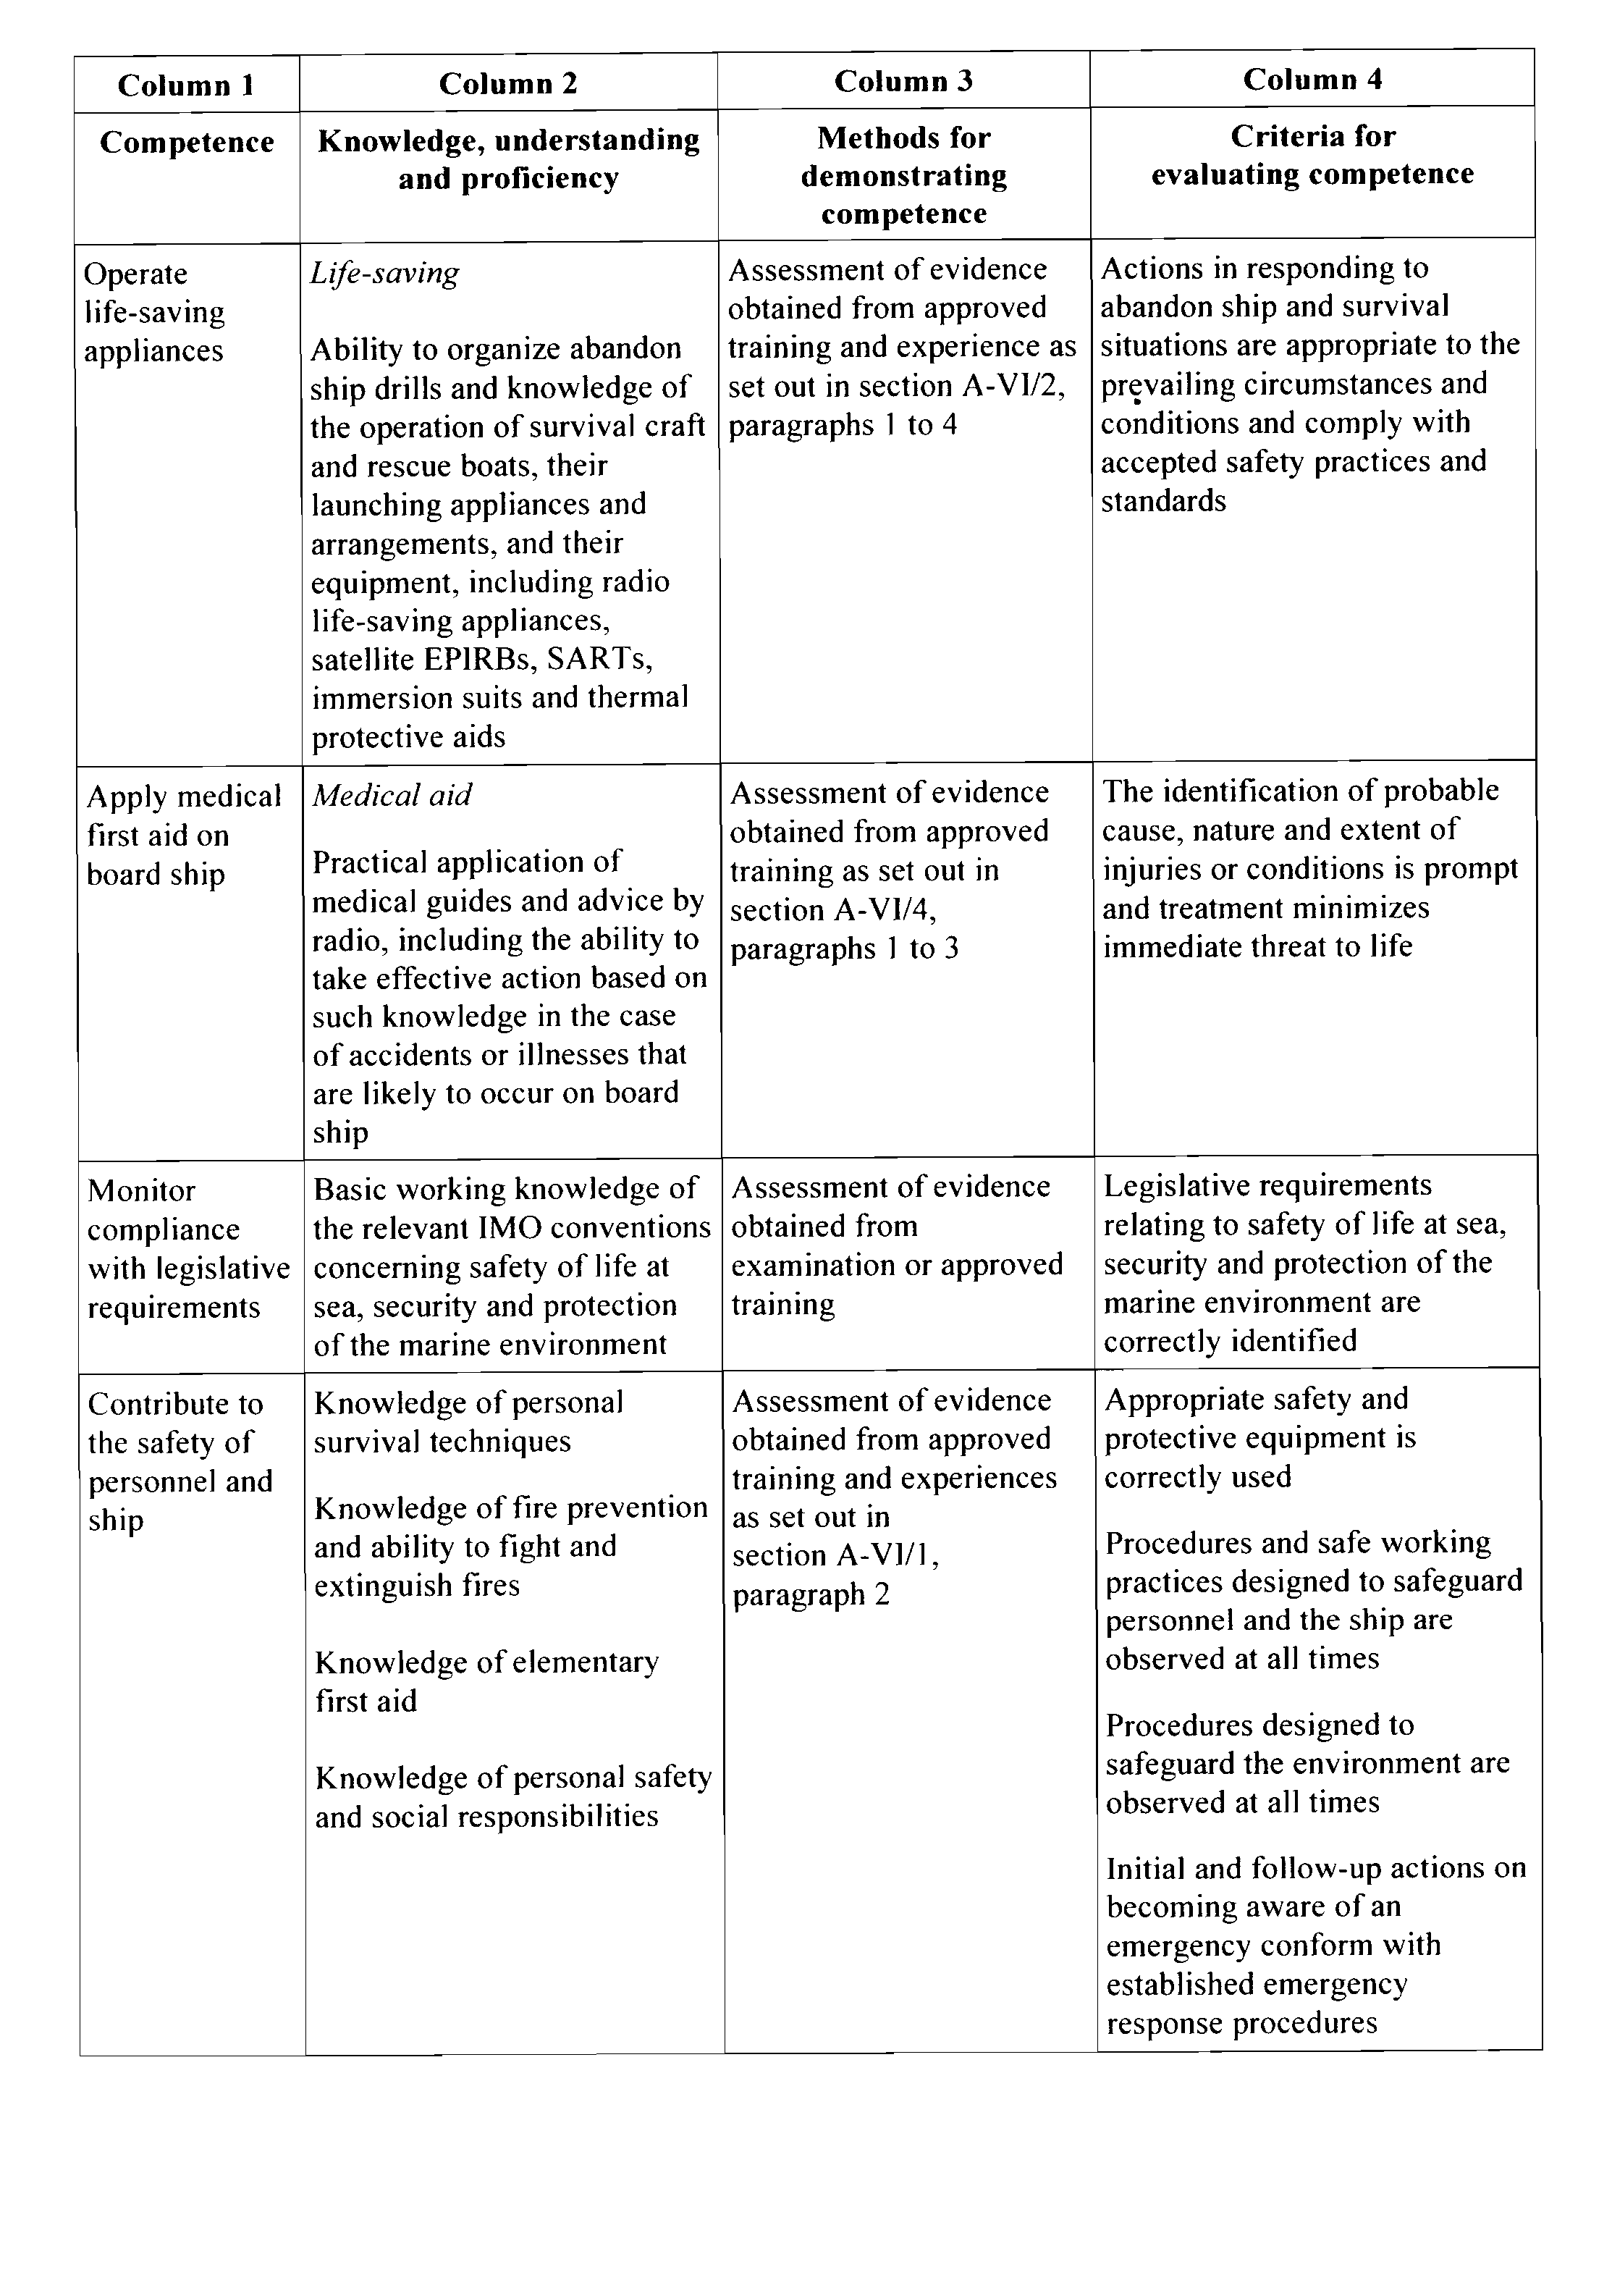 Column 1
Column 2
Column 3
Column 4
Competence
Knowledge, understanding
and proficiency
Methods for
demonstrating
competence
Criteria for
evaluating competence
Operate
life-saving
appliances
Life-saving
Ability to organize abandon
ship drills and knowledge of
the operation of survival craft
and rescue boats, their
launching appliances and
arrangements, and their
equipment, including radio
life-saving appliances,
satellite EPIRBs, SARTs,
immersion suits and thermal
protective aids
Assessment of evidence
obtained from approved
training and experience as
set out in section A-VI/2,
paragraphs 1 to 4
Actions in responding to
abandon ship and survival
situations are appropriate to the
prevailing circumstances and
conditions and comply with
accepted safety practices and
standards
Apply medical
first aid on
board ship
Medical aid
Practical application of
medical guides and advice by
radio, including the ability to
take effective action based on
such knowledge in the case
of accidents or illnesses that
are likely to occur on board
ship
Assessment of evidence
obtained from approved
training as set out in
section A-VI/4,
paragraphs 1 to 3
The identification of probable
cause, nature and extent of
injuries or conditions is prompt
and treatment minimizes
immediate threat to life
Monitor
compliance
with legislative
requirements
Basic working knowledge of
the relevant IMO conventions
concerning safety of life at
sea, security and protection
of the marine environment
Assessment of evidence
obtained from
examination or approved
training
Legislative requirements
relating to safety of life at sea,
security and protection of the
marine environment are
correctly identified
Contribute to
the safety of
personnel and
ship
Knowledge of personal
survival techniques
Knowledge of fire prevention
and ability to fight and
extinguish fires
Knowledge of elementary
first aid
Knowledge of personal safety
and social responsibilities
Assessment of evidence
obtained from approved
training and experiences
as set out in
section A-VI/1,
paragraph 2
Appropriate safety and
protective equipment is
correctly used
Procedures and safe working
practices designed to safeguard
personnel and the ship are
observed at all times
Procedures designed to
safeguard the environment are
observed at all times
Initial and follow-up actions on
becoming aware of an
emergency conform with
established emergency
response procedures